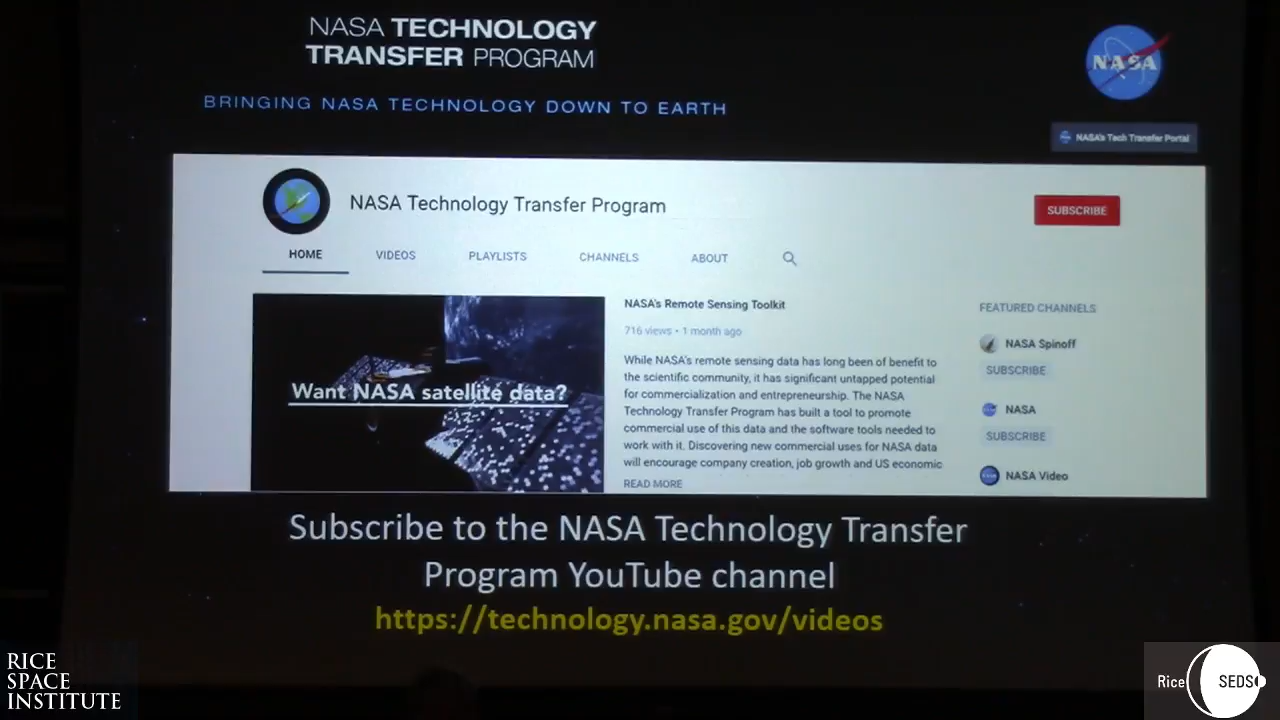 NASA TECHNOLOGY
TRANSFER PROGRAM
BRINGING NASA TECHNOLOGY DOWN TO EARTH
NASA
NASA's Tech Transfer Portal
NASA Technology Transfer Program
SUBSCRIBE
HOME VIDEOS PLAYLISTS CHANNELS ABOUT
Want NASA satellite data?
NASA's Remote Sensing Toolkit
716 views • 1 month ago
While NASA's remote sensing data has long been of benefit to
the scientific community, it has significant untapped potential
for commercialization and entrepreneurship. The NASA
Technology Transfer Program has built a tool to promote
commercial use of this data and the software tools needed to
work with it. Discovering new commercial uses for NASA data
will encourage company creation, job growth and US economic
READ MORE
FEATURED CHANNELS
NASA Spinoff
SUBSCRIBE
NASA
SUBSCRIBE
NASA Video
Subscribe to the NASA Technology Transfer
Program YouTube channel
https://technology.nasa.gov/videos
RICE
SPACE
INSTITUTE
Rice SEDS